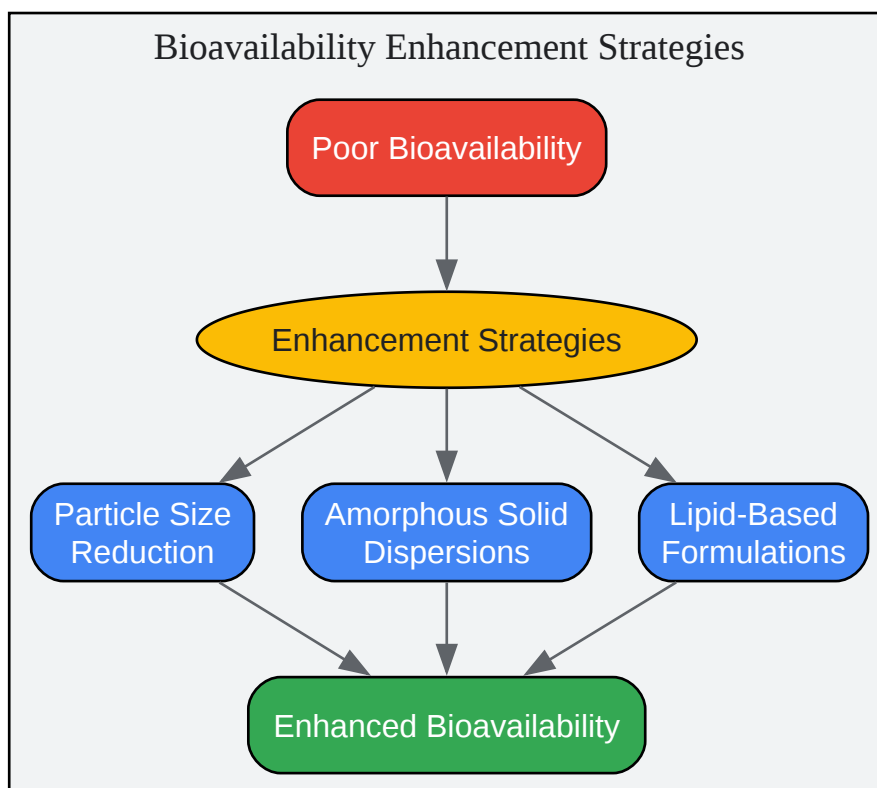 Bioavailability Enhancement Strategies
Poor Bioavailability
Enhancement Strategies
Particle Size
Reduction
Amorphous Solid
Dispersions
Lipid-Based
Formulations
Enhanced Bioavailability